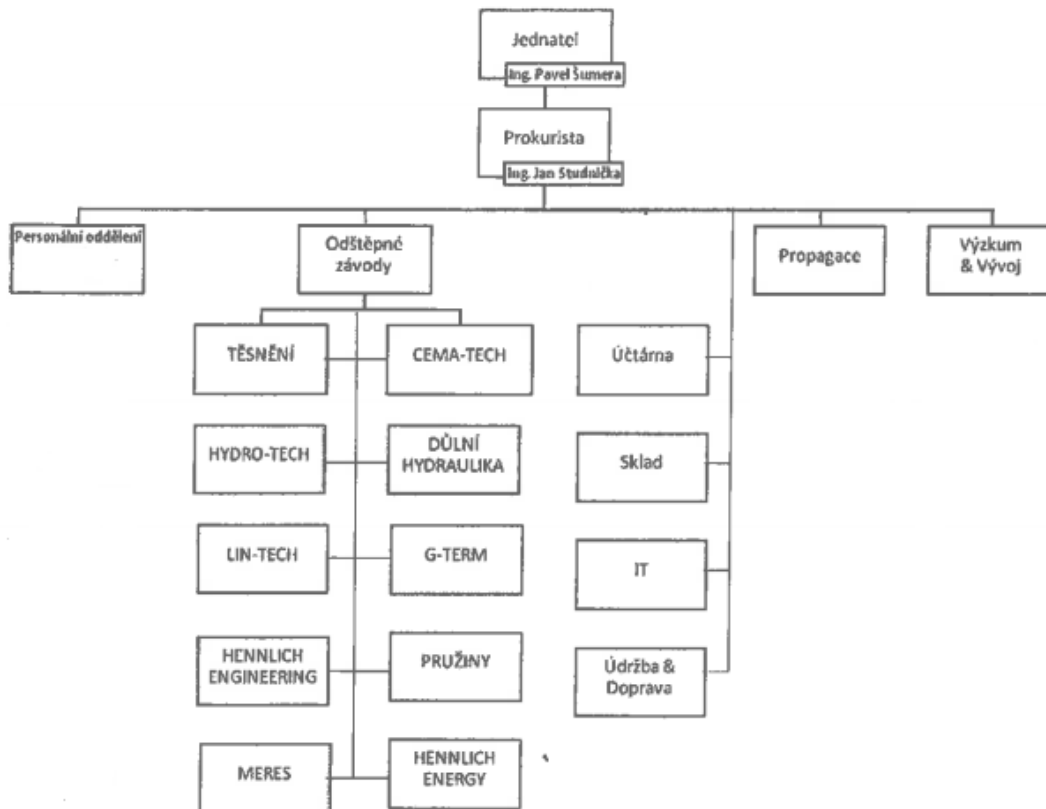 Jednatel
Ing. Pavel Šumera
Prokurista
Ing. Jan Studnička
Personální oddělení
Odštěpné
závody
Propagace
Výzkum
& Vývoj
TĚSNĚNÍ
CEMA-TECH
Účtárna
HYDRO-TECH
DŮLNÍ
HYDRAULIKA
Sklad
LIN-TECH
G-TERM
IT
HENNLICH
ENGINEERING
PRUŽINY
Údržba &
Doprava
MERES
HENNLICH
ENERGY